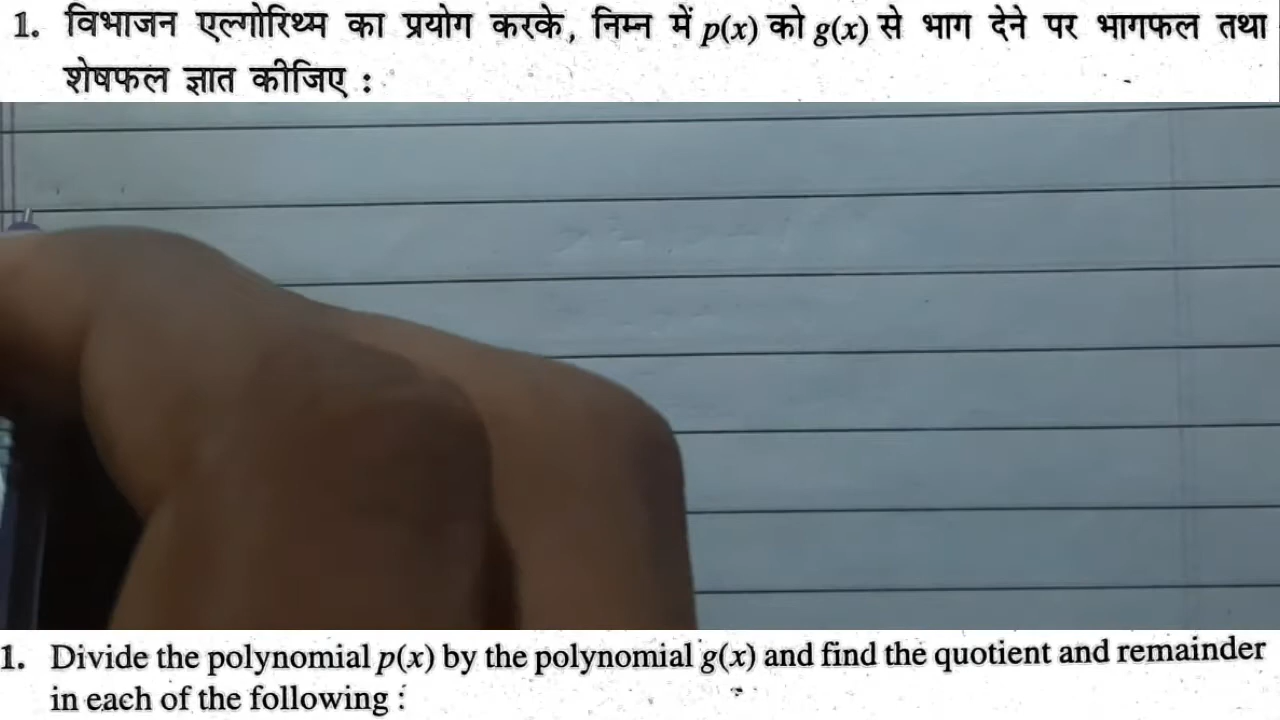 1. विभाजन एल्गोरिथ्म का प्रयोग करके, निम्न में p(x) को g(x) से भाग देने पर भागफल तथा
शेषफल ज्ञात कीजिए :
1. Divide the polynomial p(x) by the polynomial g(x) and find the quotient and remainder
in each of the following :